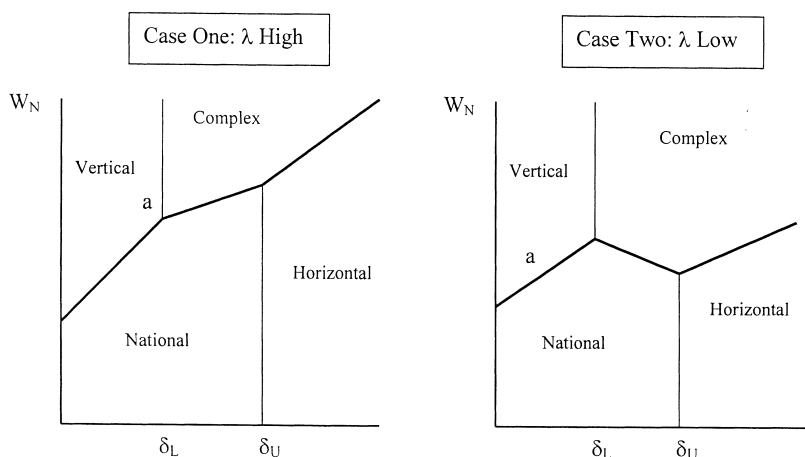 Case One: λ High
Case Two: λ Low
W_N
Complex
Vertical
a
Horizontal
National
δ_L
δ_U
W_N
Complex
Vertical
a
Horizontal
National
δ_L
δ_U